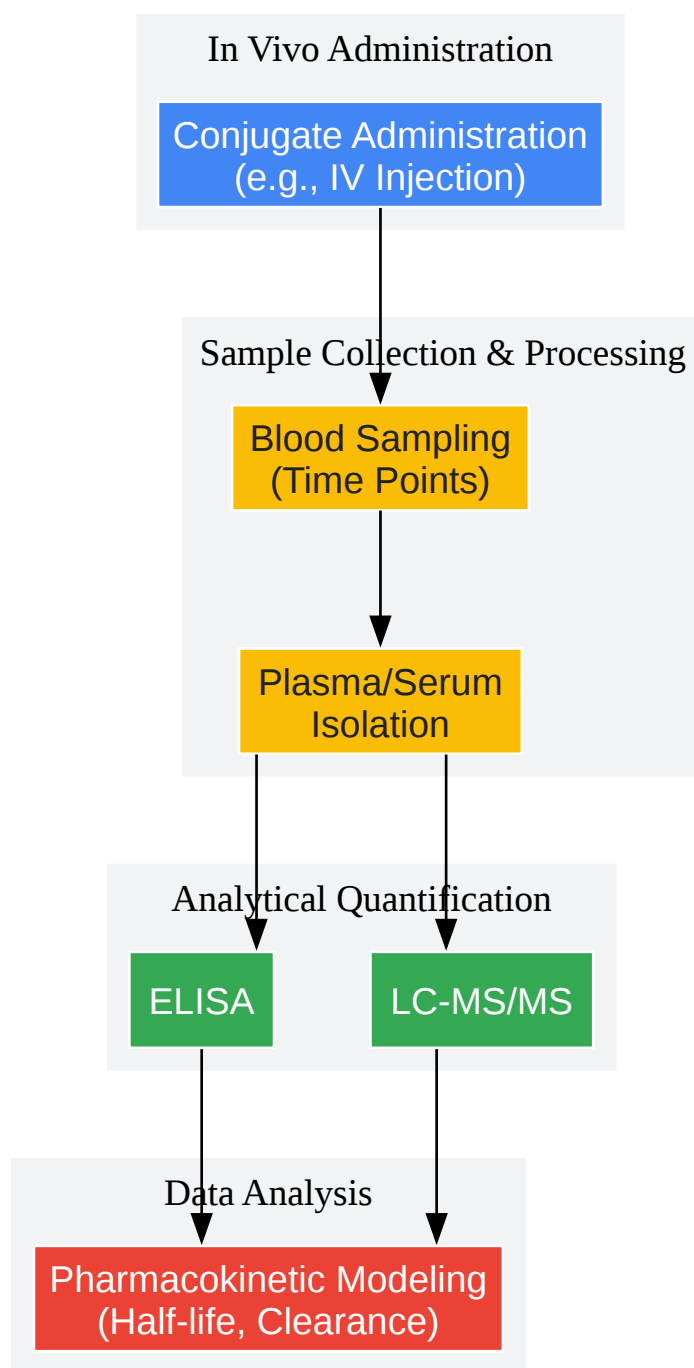 In Vivo Administration
Conjugate Administration
(e.g., IV Injection)
Sample Collection & Processing
Blood Sampling
(Time Points)
Plasma/Serum
Isolation
Analytical Quantification
ELISA
LC-MS/MS
Data Analysis
Pharmacokinetic Modeling
(Half-life, Clearance)